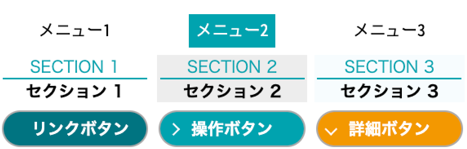 メニュー1 メニュー2 メニュー3
SECTION 1 SECTION 2 SECTION 3
セクション 1 セクション 2 セクション 3
リンクボタン 操作ボタン 詳細ボタン